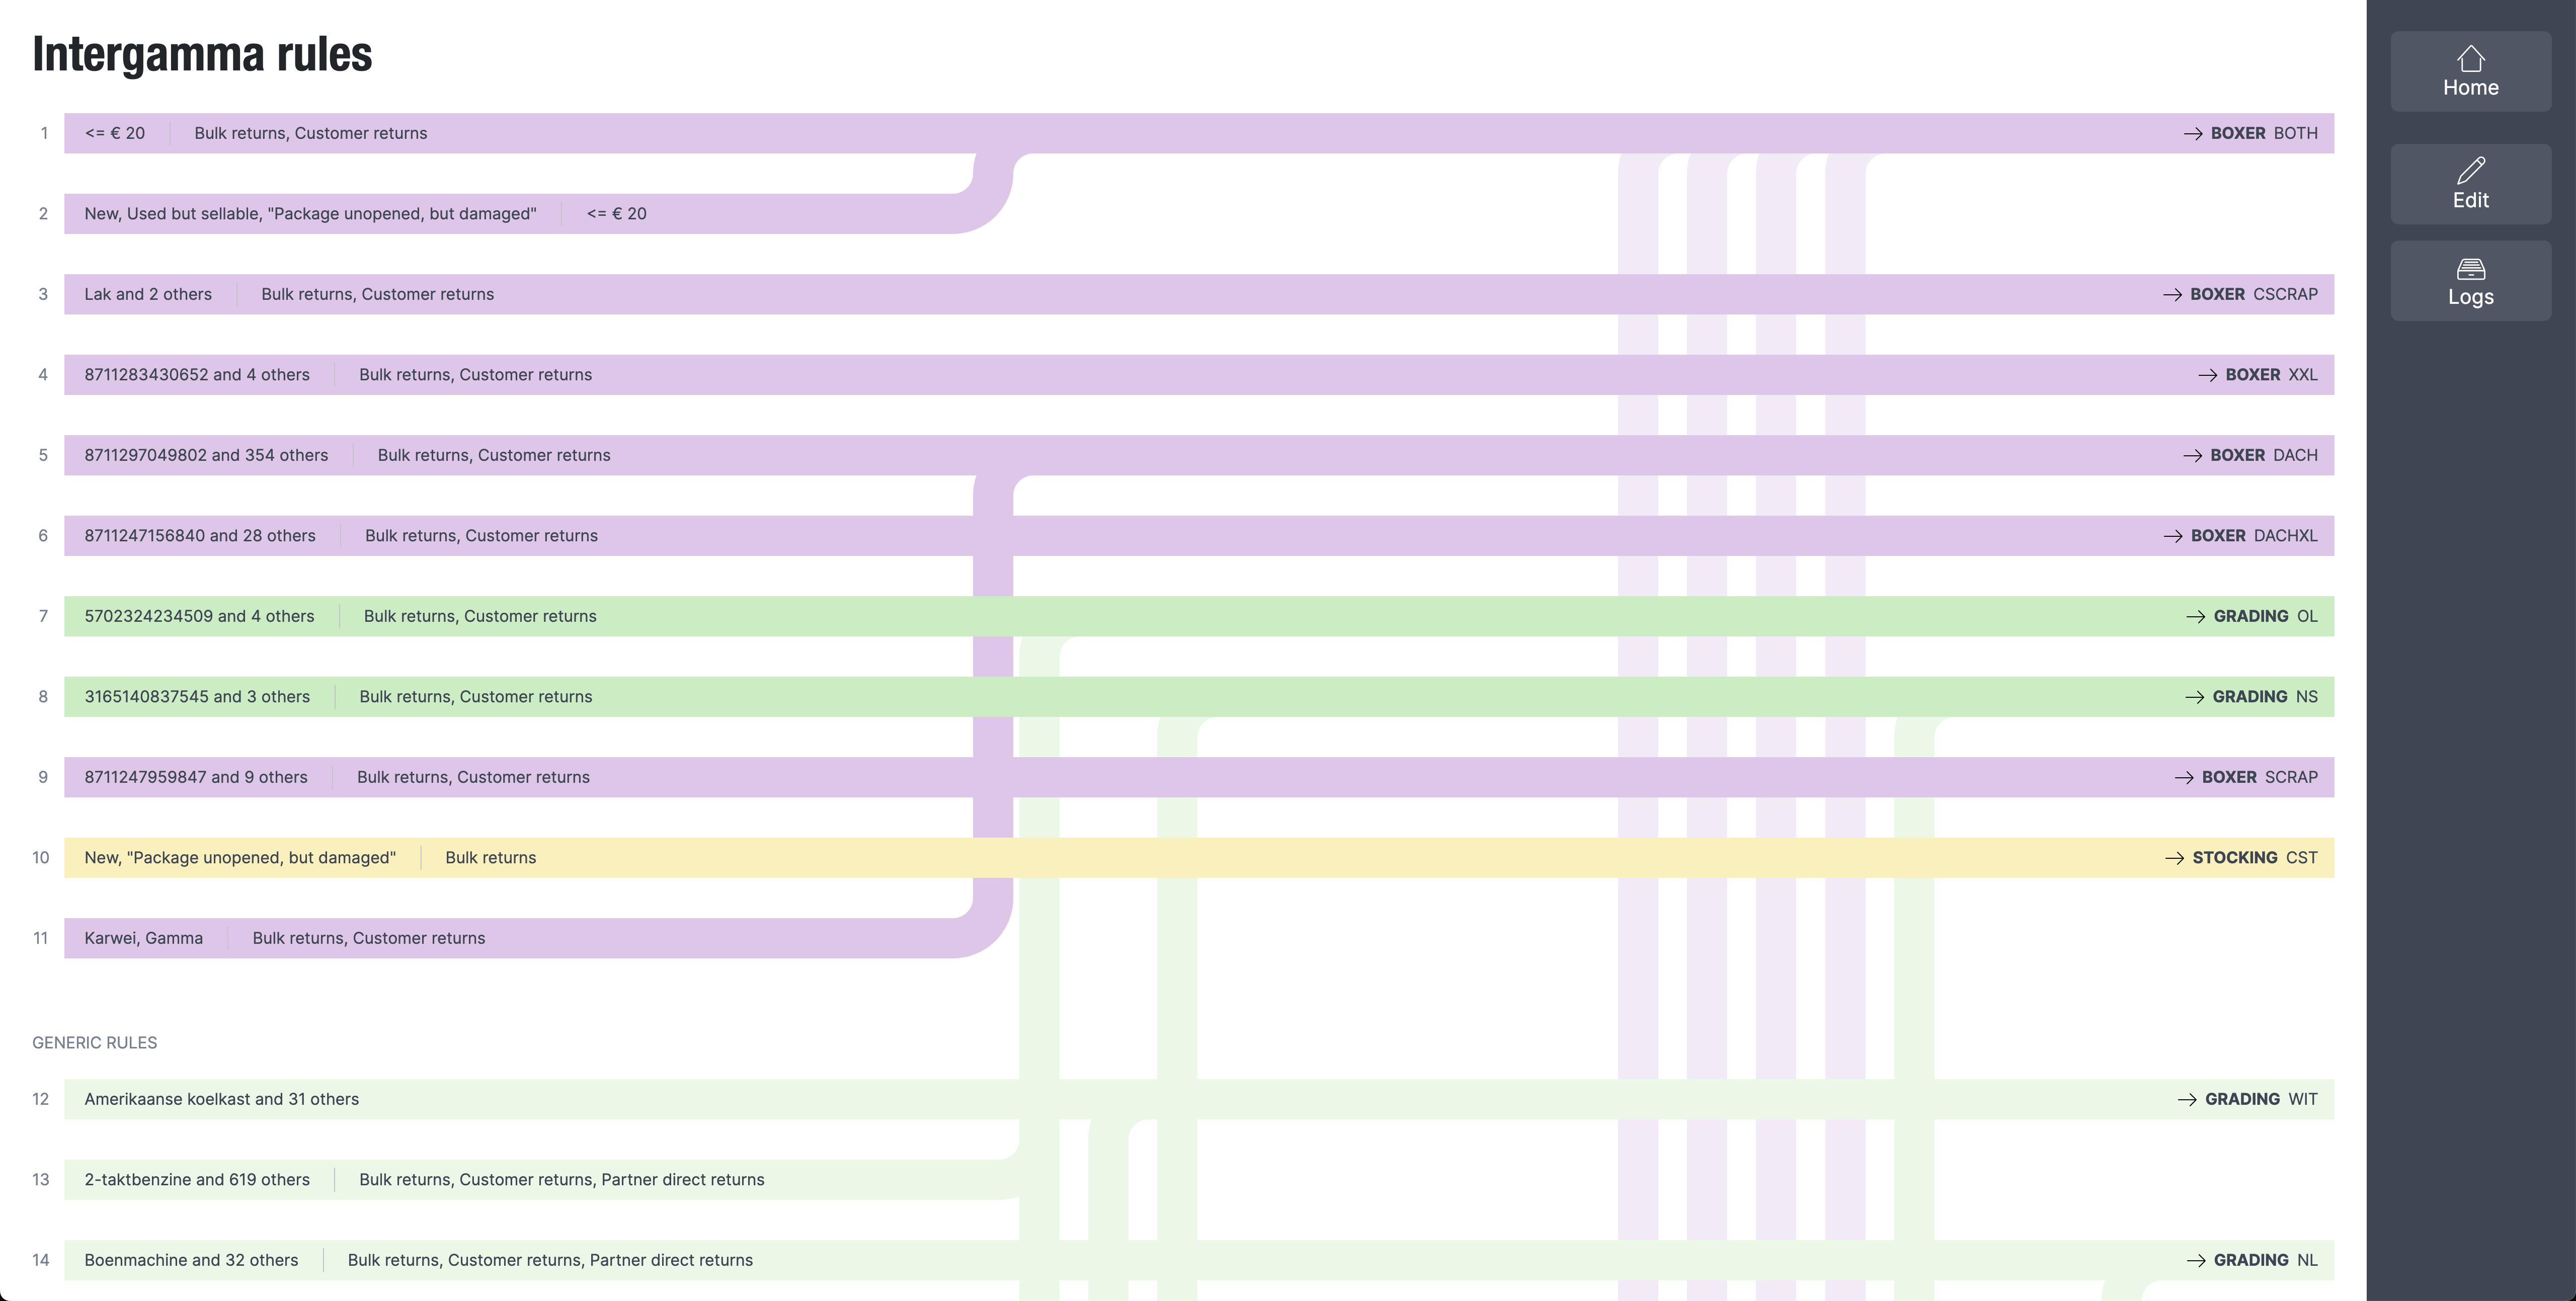 Intergamma rules
Home
Edit
Logs
1 <= € 20 Bulk returns, Customer returns → BOXER BOTH
2 New, Used but sellable, "Package unopened, but damaged" <= € 20
3 Lak and 2 others Bulk returns, Customer returns → BOXER CSCRAP
4 8711283430652 and 4 others Bulk returns, Customer returns → BOXER XXL
5 8711297049802 and 354 others Bulk returns, Customer returns → BOXER DACH
6 8711247156840 and 28 others Bulk returns, Customer returns → BOXER DACHXL
7 5702324234509 and 4 others Bulk returns, Customer returns → GRADING OL
8 3165140837545 and 3 others Bulk returns, Customer returns → GRADING NS
9 8711247959847 and 9 others Bulk returns, Customer returns → BOXER SCRAP
10 New, "Package unopened, but damaged" Bulk returns → STOCKING CST
11 Karwei, Gamma Bulk returns, Customer returns
GENERIC RULES
12 Amerikaanse koelkast and 31 others → GRADING WIT
13 2-taktbenzine and 619 others Bulk returns, Customer returns, Partner direct returns
14 Boenmachine and 32 others Bulk returns, Customer returns, Partner direct returns → GRADING NL